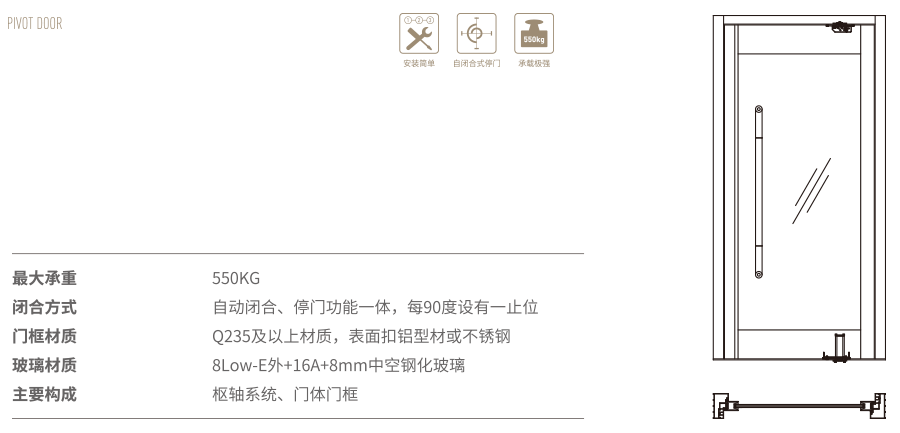 PIVOT DOOR
1 2 3
550kg
安装简单 自闭合式停门 承载极强
最大承重 550KG
闭合方式 自动闭合、停门功能一体，每90度设有一止位
门框材质 Q235及以上材质，表面扣铝型材或不锈钢
玻璃材质 8Low-E外+16A+8mm中空钢化玻璃
主要构成 枢轴系统、门体门框